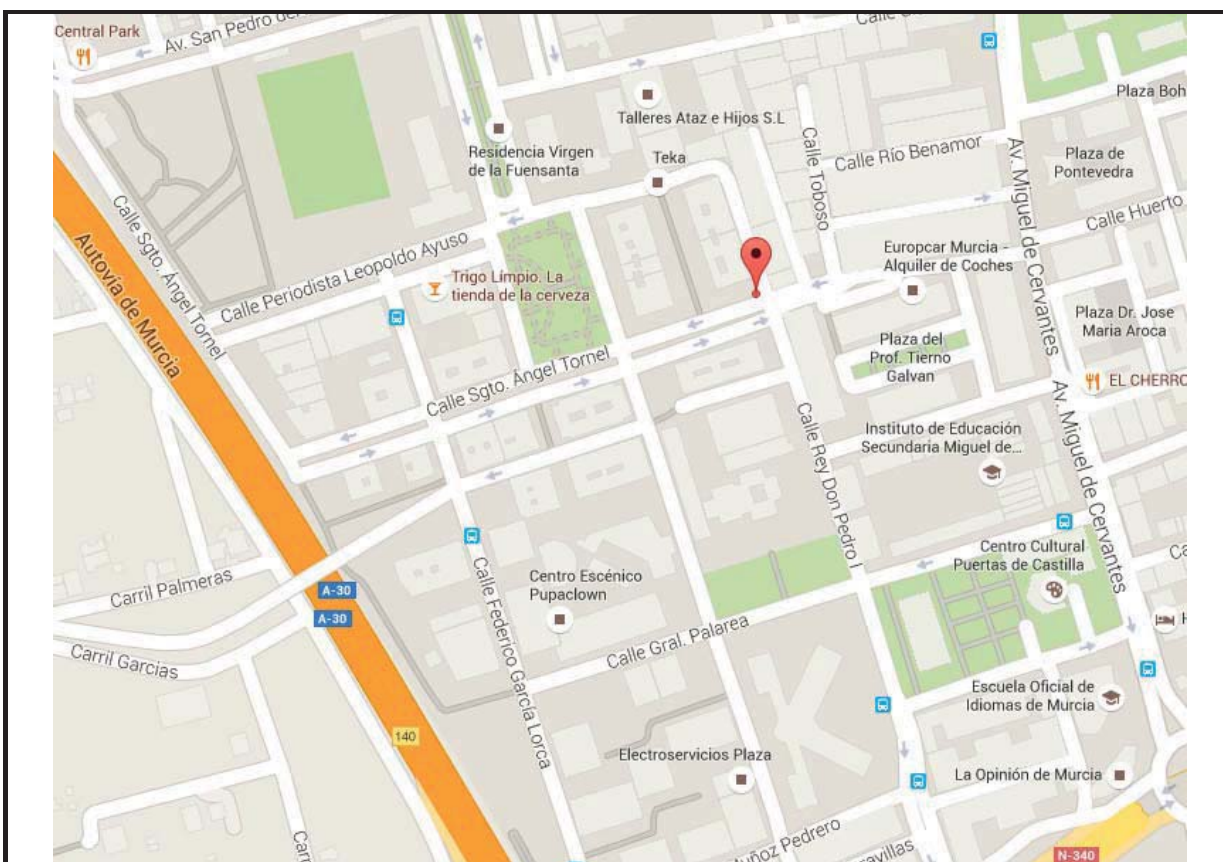 Central Park
Av. San Pedro del
Plaza Boh
Talleres Ataz e Hijos S.L
Residencia Virgen
de la Fuensanta
Teka
Calle Toboso
Calle Río Benamor
Av. Miguel de Cervantes
Plaza de
Pontevedra
Calle Huerto
Calle Sgto. Ángel Tornel
Autovía de Murcia
Calle Periodista Leopoldo Ayuso
Trigo Limpio. La
tienda de la cerveza
Europcar Murcia -
Alquiler de Coches
Plaza Dr. Jose
Maria Aroca
Plaza del
Prof. Tierno
Galvan
Calle Sgto. Ángel Tornel
EL CHERRO
Av. Miguel de Cervantes
Instituto de Educación
Secundaria Miguel de...
Calle Rey Don Pedro I
Centro Cultural
Puertas de Castilla
Centro Escénico
Pupaclown
Carril Palmeras
A-30
A-30
Carril Garcias
Calle Federico García Lorca
Calle Gral. Palarea
Escuela Oficial de
Idiomas de Murcia
140
Electroservicios Plaza
La Opinión de Murcia
Muñoz Pedrero
N-340